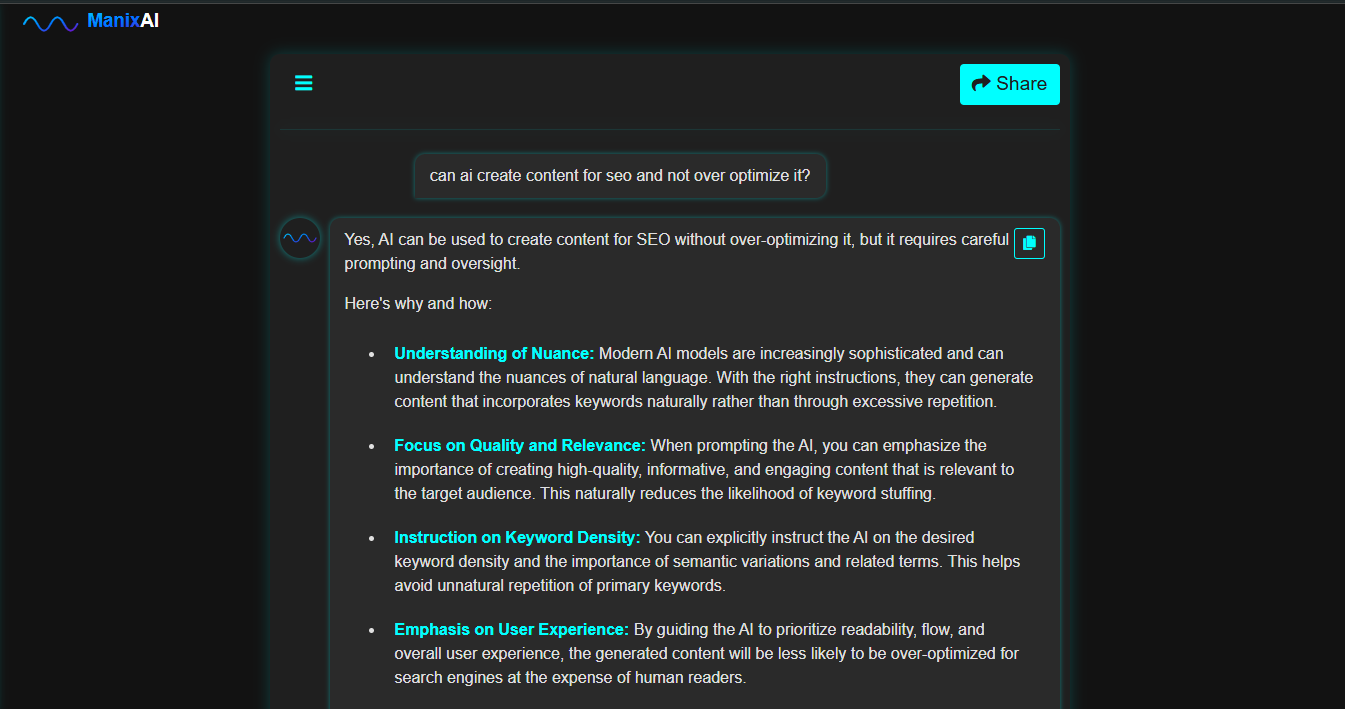 ManixAI
Share
can ai create content for seo and not over optimize it?
Yes, AI can be used to create content for SEO without over-optimizing it, but it requires careful
prompting and oversight.
Here's why and how:
Understanding of Nuance: Modern AI models are increasingly sophisticated and can
understand the nuances of natural language. With the right instructions, they can generate
content that incorporates keywords naturally rather than through excessive repetition.
Focus on Quality and Relevance: When prompting the AI, you can emphasize the
importance of creating high-quality, informative, and engaging content that is relevant to
the target audience. This naturally reduces the likelihood of keyword stuffing.
Instruction on Keyword Density: You can explicitly instruct the AI on the desired
keyword density and the importance of semantic variations and related terms. This helps
avoid unnatural repetition of primary keywords.
Emphasis on User Experience: By guiding the AI to prioritize readability, flow, and
overall user experience, the generated content will be less likely to be over-optimized for
search engines at the expense of human readers.